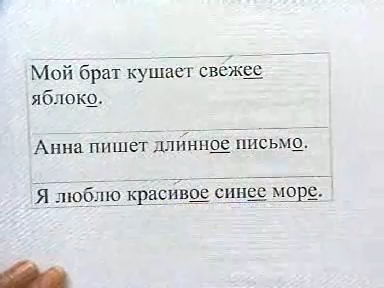 Мой брат кушает свежее
яблоко.
Анна пишет длинное письмо.
Я люблю красивое синее море.